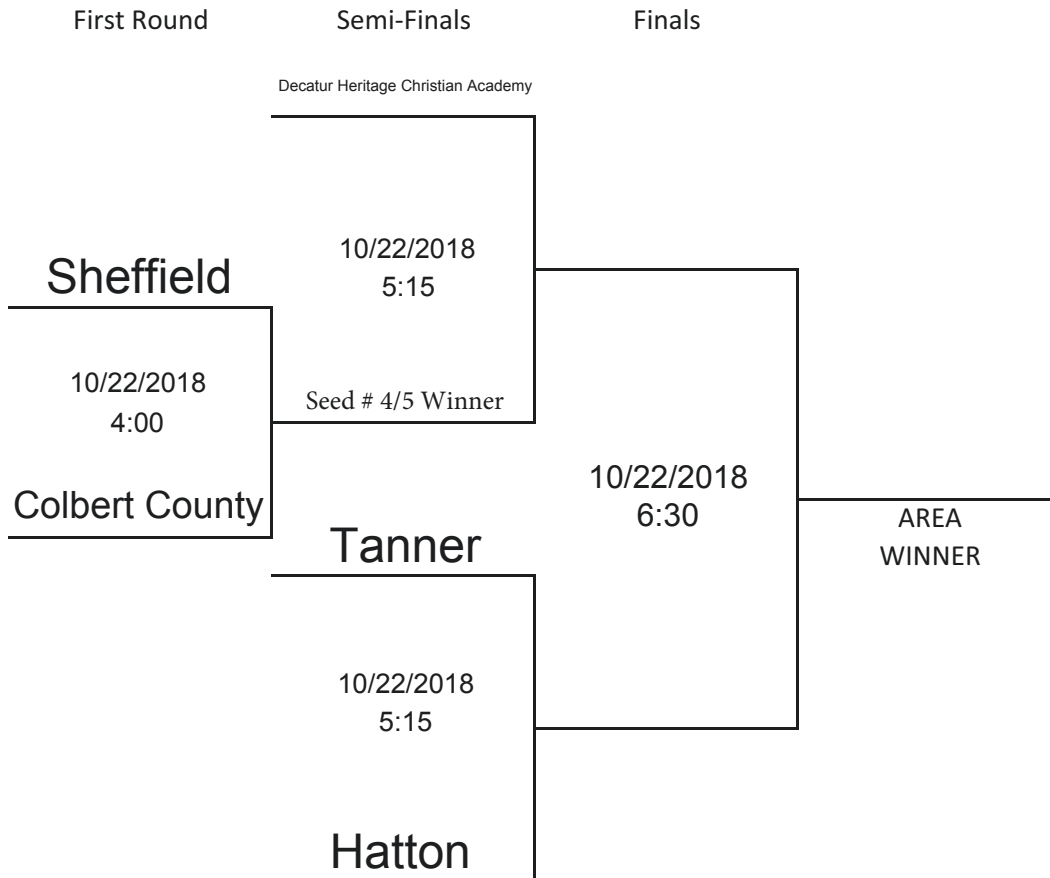 First Round
Semi-Finals
Finals
Decatur Heritage Christian Academy
10/22/2018
5:15
Sheffield
10/22/2018
4:00
Seed # 4/5 Winner
Colbert County
10/22/2018
6:30
AREA
WINNER
Tanner
10/22/2018
5:15
Hatton